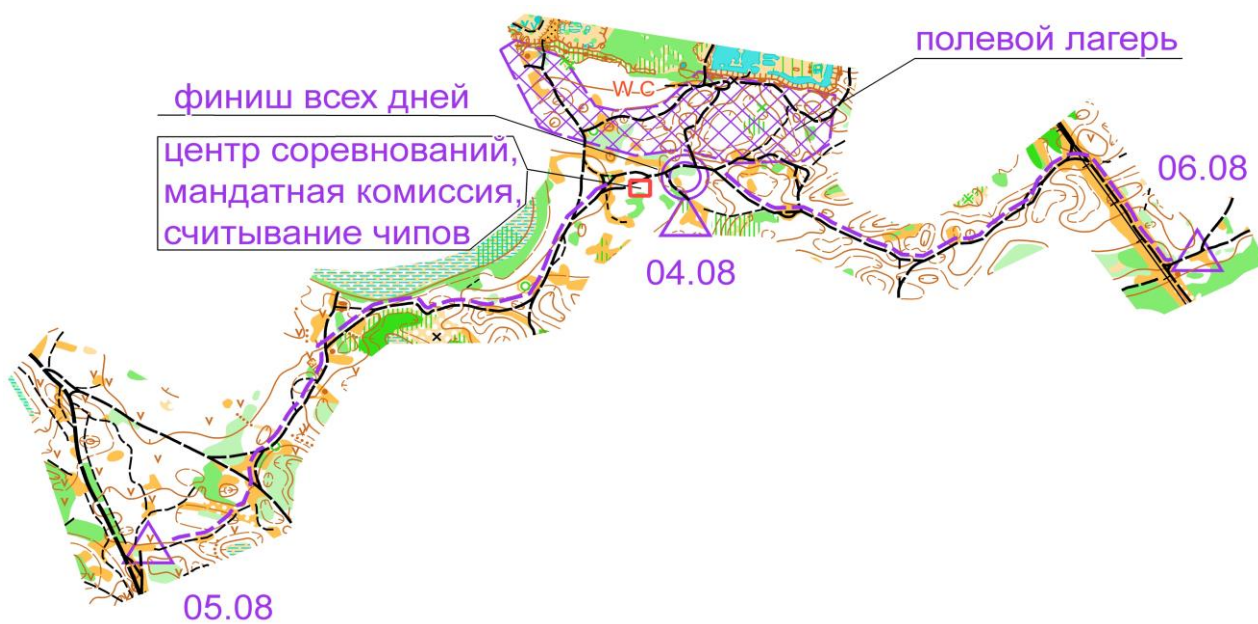 полевой лагерь
W C
финиш всех дней
центр соревнований,
мандатная комиссия,
считывание чипов
06.08
04.08
05.08